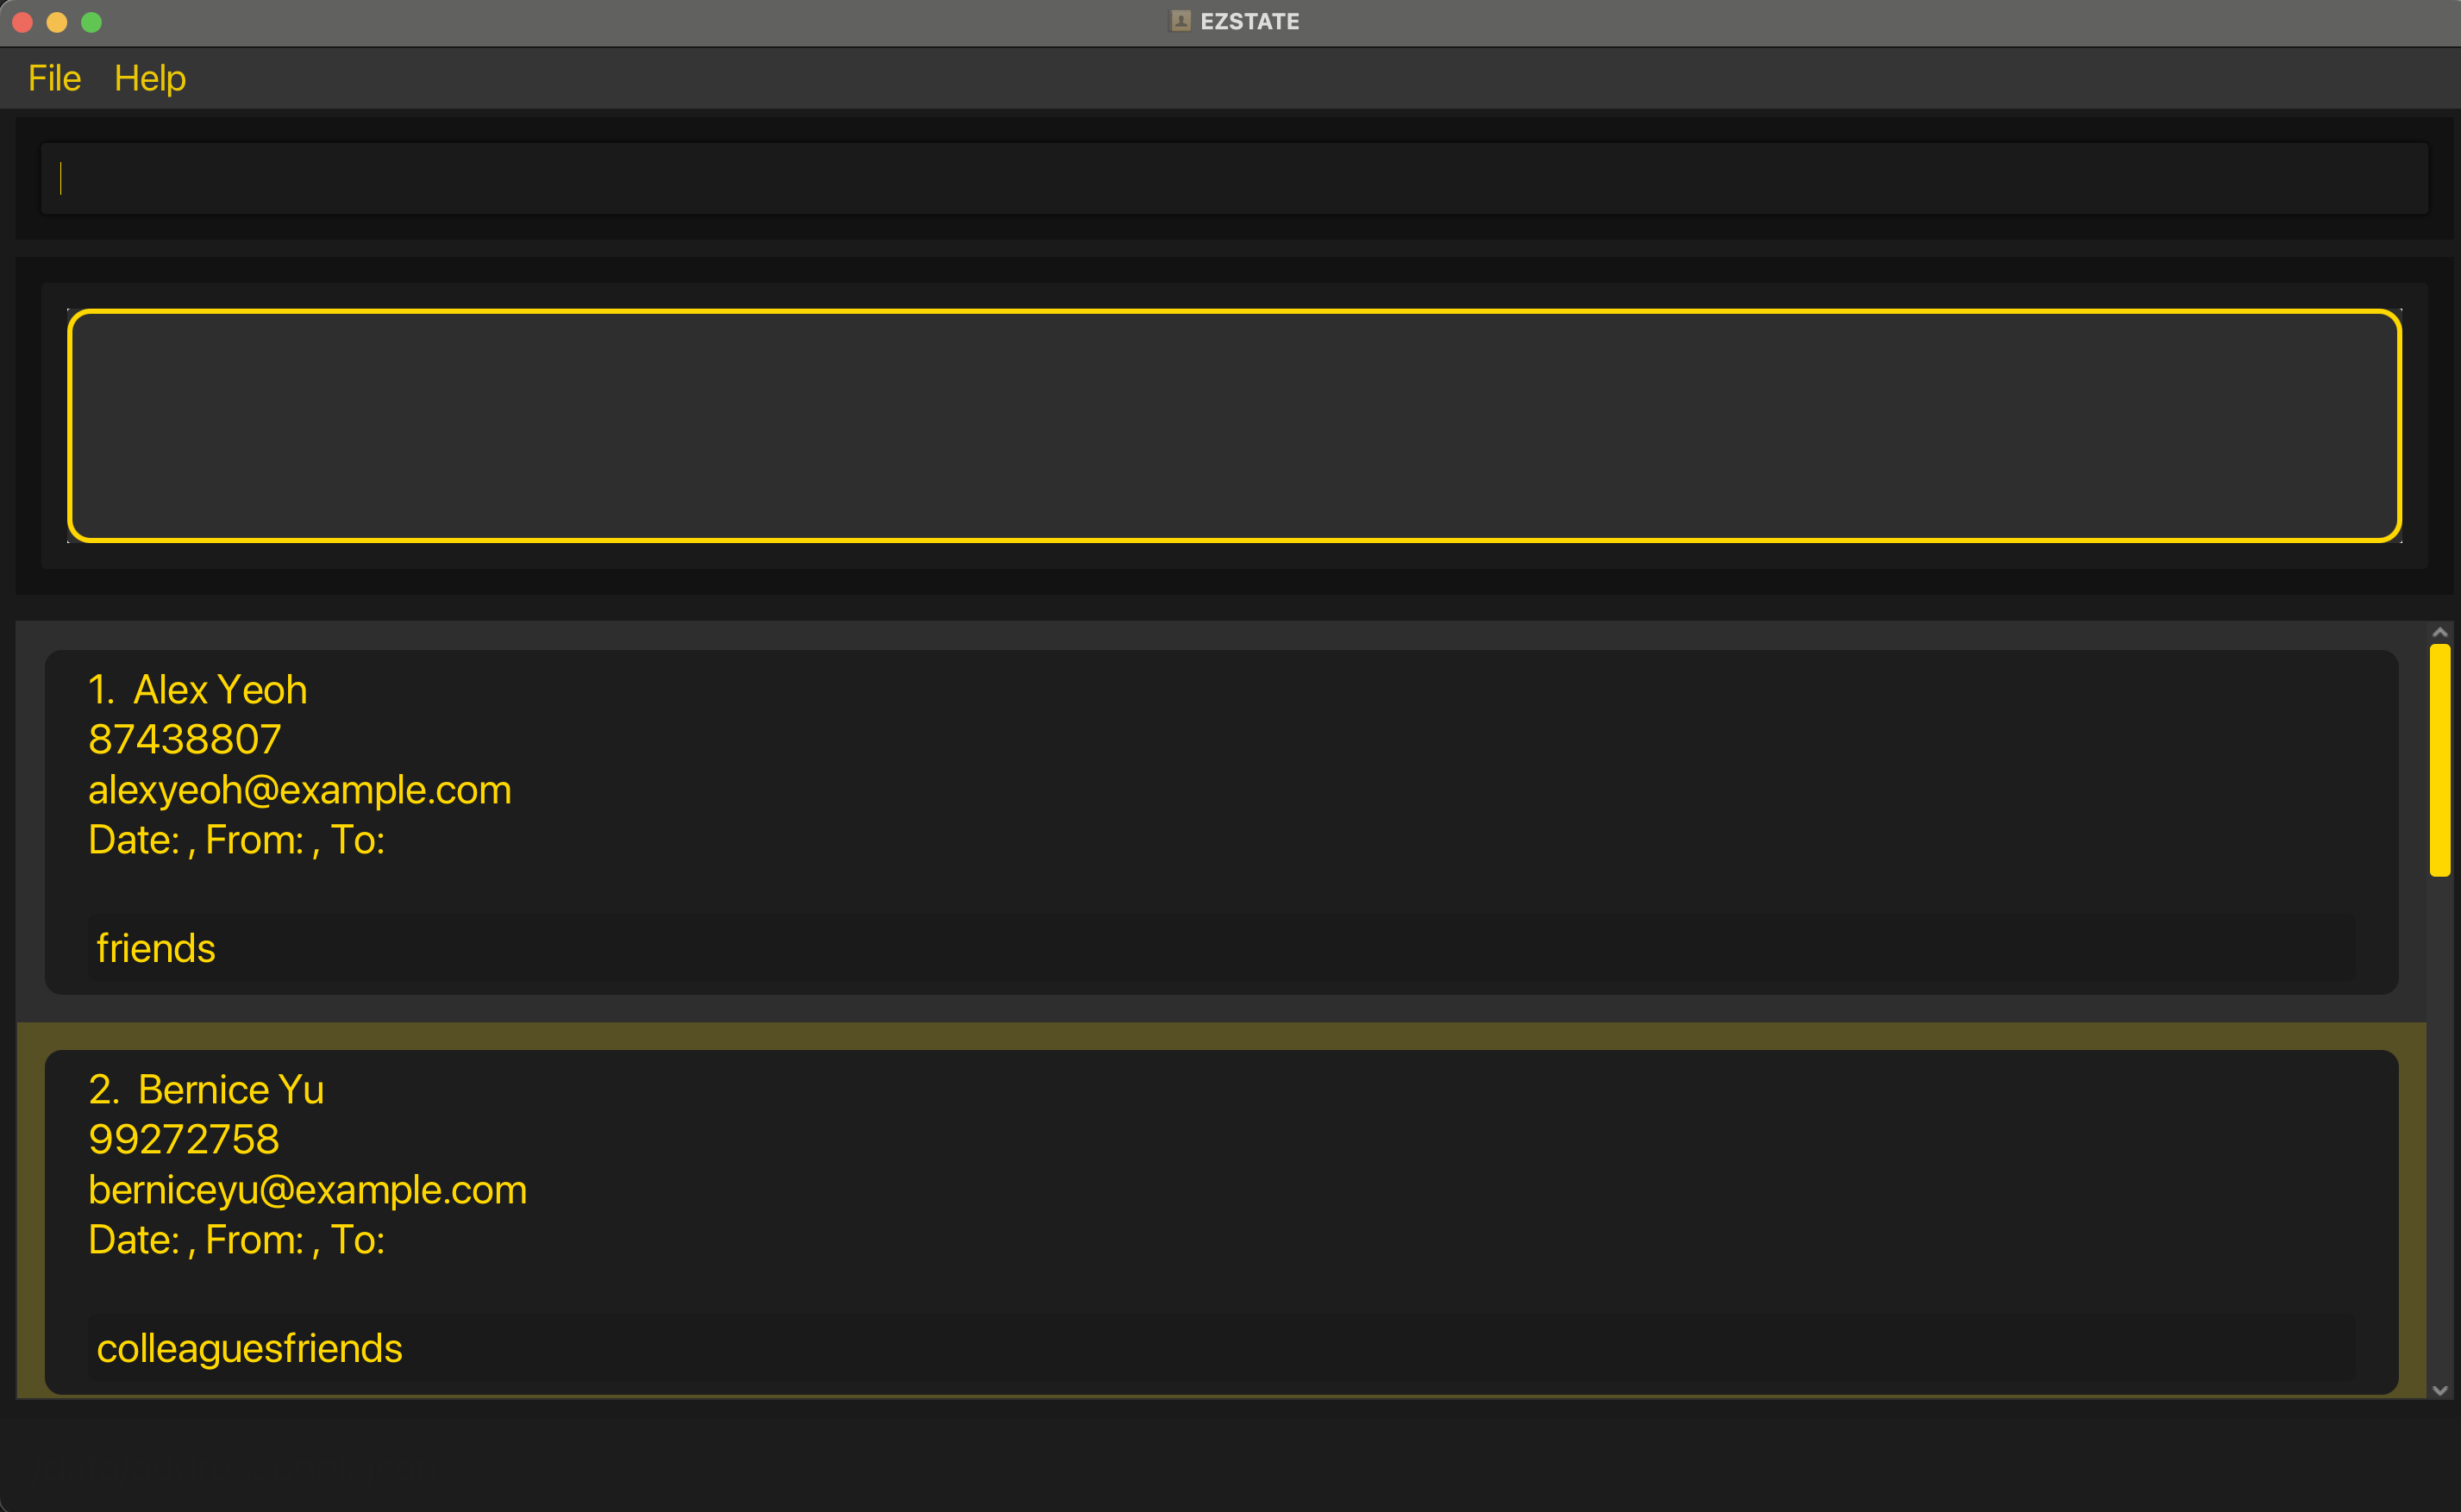 EZSTATE
File Help
1. Alex Yeoh
87438807
alexyeoh@example.com
Date: , From: , To:
friends
2. Bernice Yu
99272758
berniceyu@example.com
Date: , From: , To:
colleaguesfriends